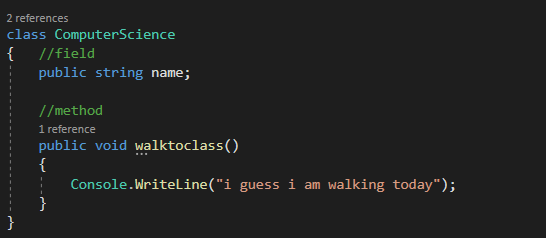 2 references
class ComputerScience
{ //field
public string name;
//method
1 reference
public void walktoclass()
{
Console.WriteLine("i guess i am walking today");
}
}